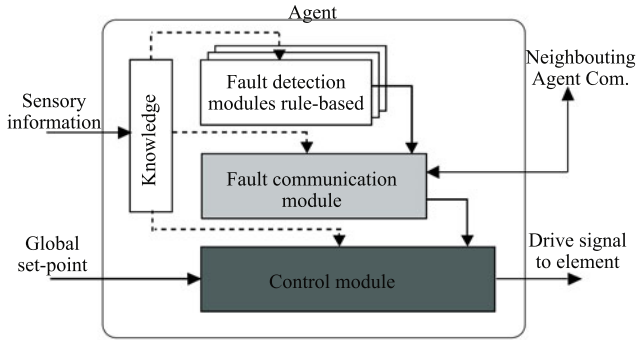 Agent
Neighbouting
Agent Com.
Fault detection
modules rule-based
Sensory
information
Knowledge
Fault communication
module
Global
set-point
Drive signal
to element
Control module